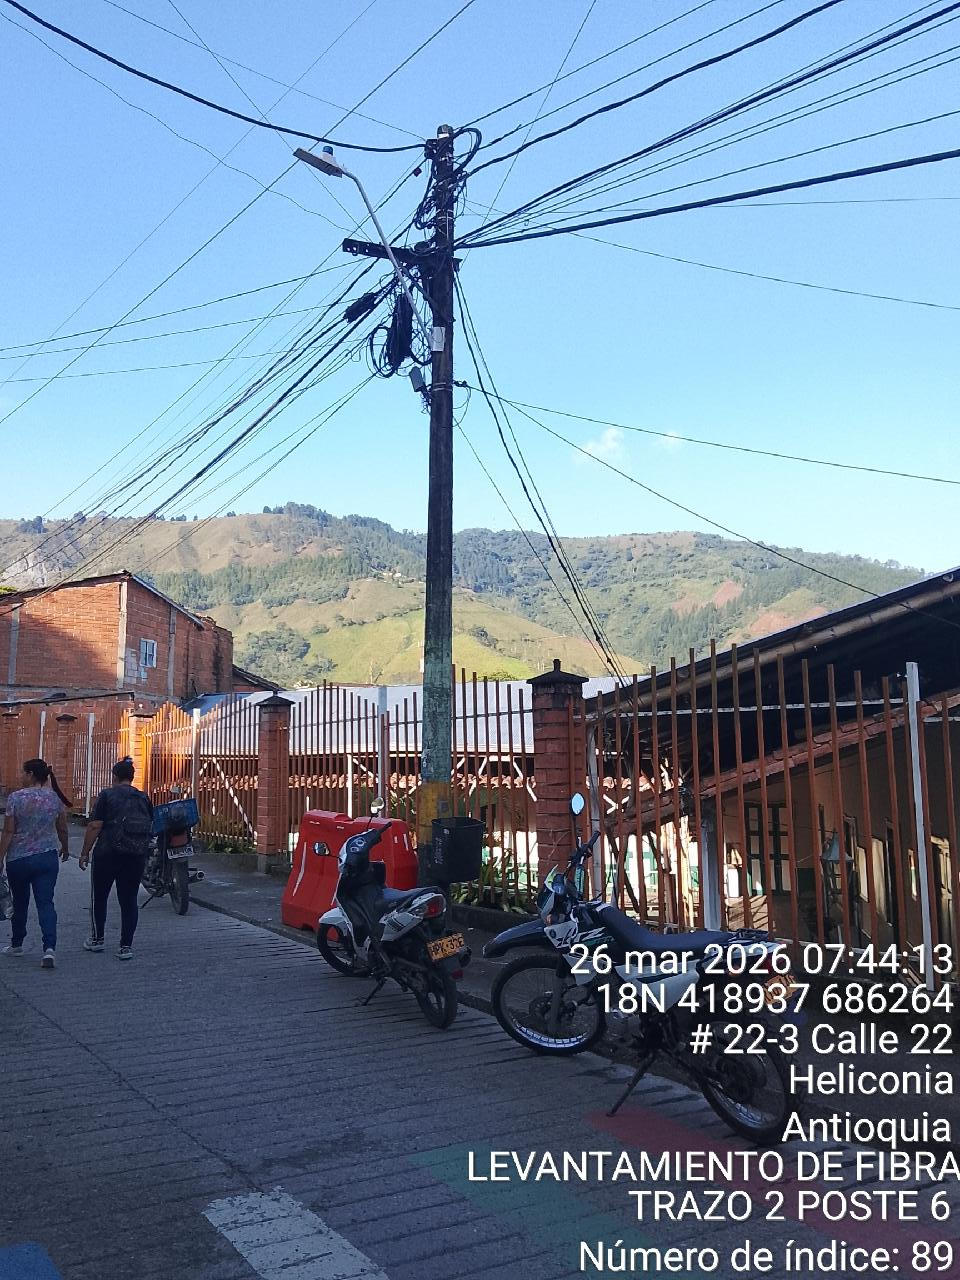 26 mar 2026 07:44:13
18N 418937 686264
# 22-3 Calle 22
Heliconia
Antioquia
LEVANTAMIENTO DE FIBRA
TRAZO 2 POSTE 6
Número de índice: 89